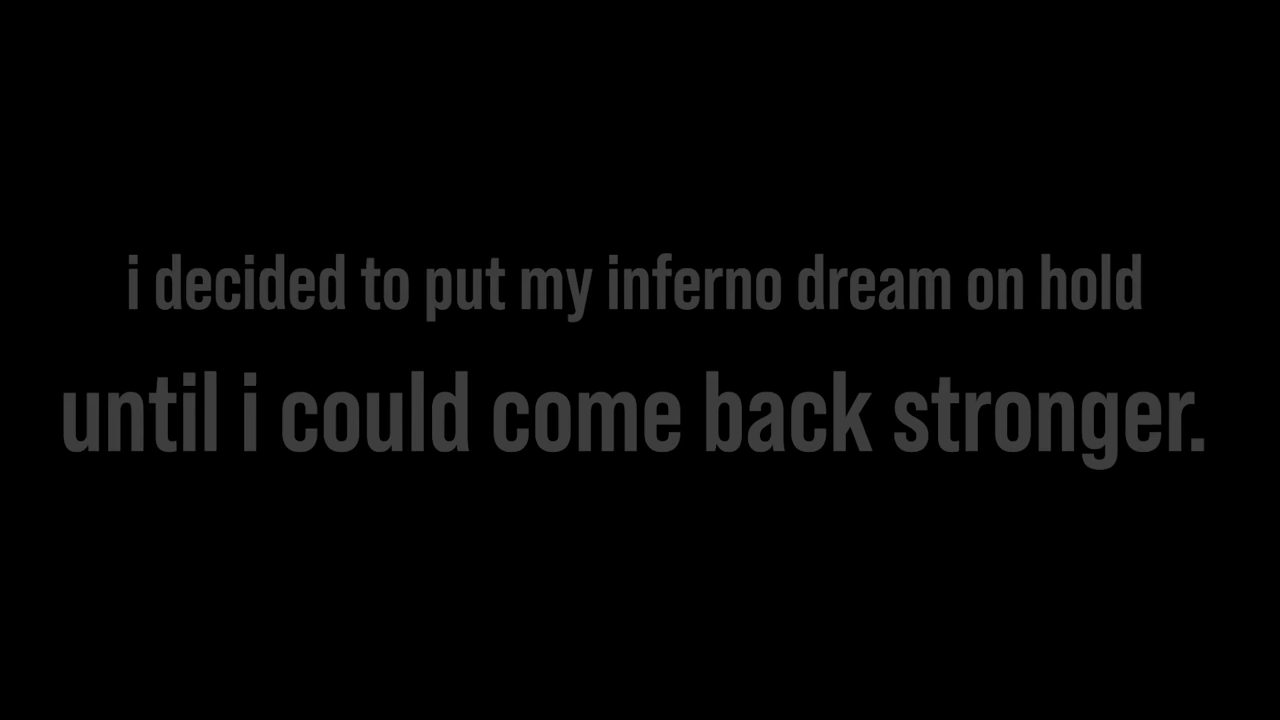 i decided to put my inferno dream on hold
until i could come back stronger.